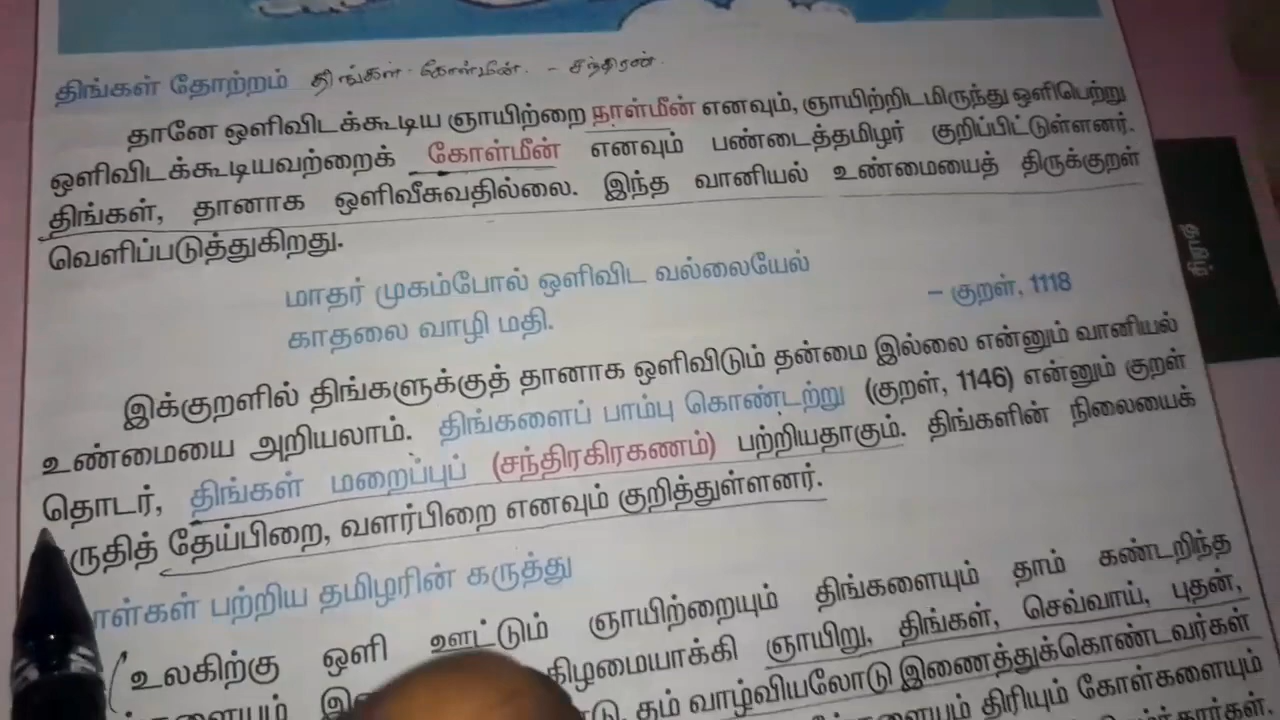 திங்கள் தோற்றம் திங்கள் - கோள்மீன் - சந்திரன்.
தானே ஒளிவிடக்கூடிய ஞாயிற்றை நாள்மீன் எனவும், ஞாயிற்றிடமிருந்து ஒளிபெற்று
ஒளிவிடக்கூடியவற்றைக் கோள்மீன் எனவும் பண்டைத்தமிழர் குறிப்பிட்டுள்ளனர்.
திங்கள், தானாக ஒளிவீசுவதில்லை. இந்த வானியல் உண்மையைத் திருக்குறள்
வெளிப்படுத்துகிறது.
மாதர் முகம்போல் ஒளிவிட வல்லையேல்
காதலை வாழி மதி.
– குறள், 1118
இக்குறளில் திங்களுக்குத் தானாக ஒளிவிடும் தன்மை இல்லை என்னும் வானியல்
உண்மையை அறியலாம். திங்களைப் பாம்பு கொண்டற்று (குறள், 1146) என்னும் குறள்
தொடர், திங்கள் மறைப்புப் (சந்திரகிரகணம்) பற்றியதாகும். திங்களின் நிலையைக்
ருதித் தேய்பிறை, வளர்பிறை எனவும் குறித்துள்ளனர்.
ாள்கள் பற்றிய தமிழரின் கருத்து
உலகிற்கு ஒளி ஊட்டும் ஞாயிற்றையும் திங்களையும் தாம் கண்டறிந்த
கிழமையாக்கி ஞாயிறு, திங்கள், செவ்வாய், புதன்,
தம் வாழ்வியலோடு இணைத்துக்கொண்டவர்கள்
திரியும் கோள்களையும்
தமிழ்